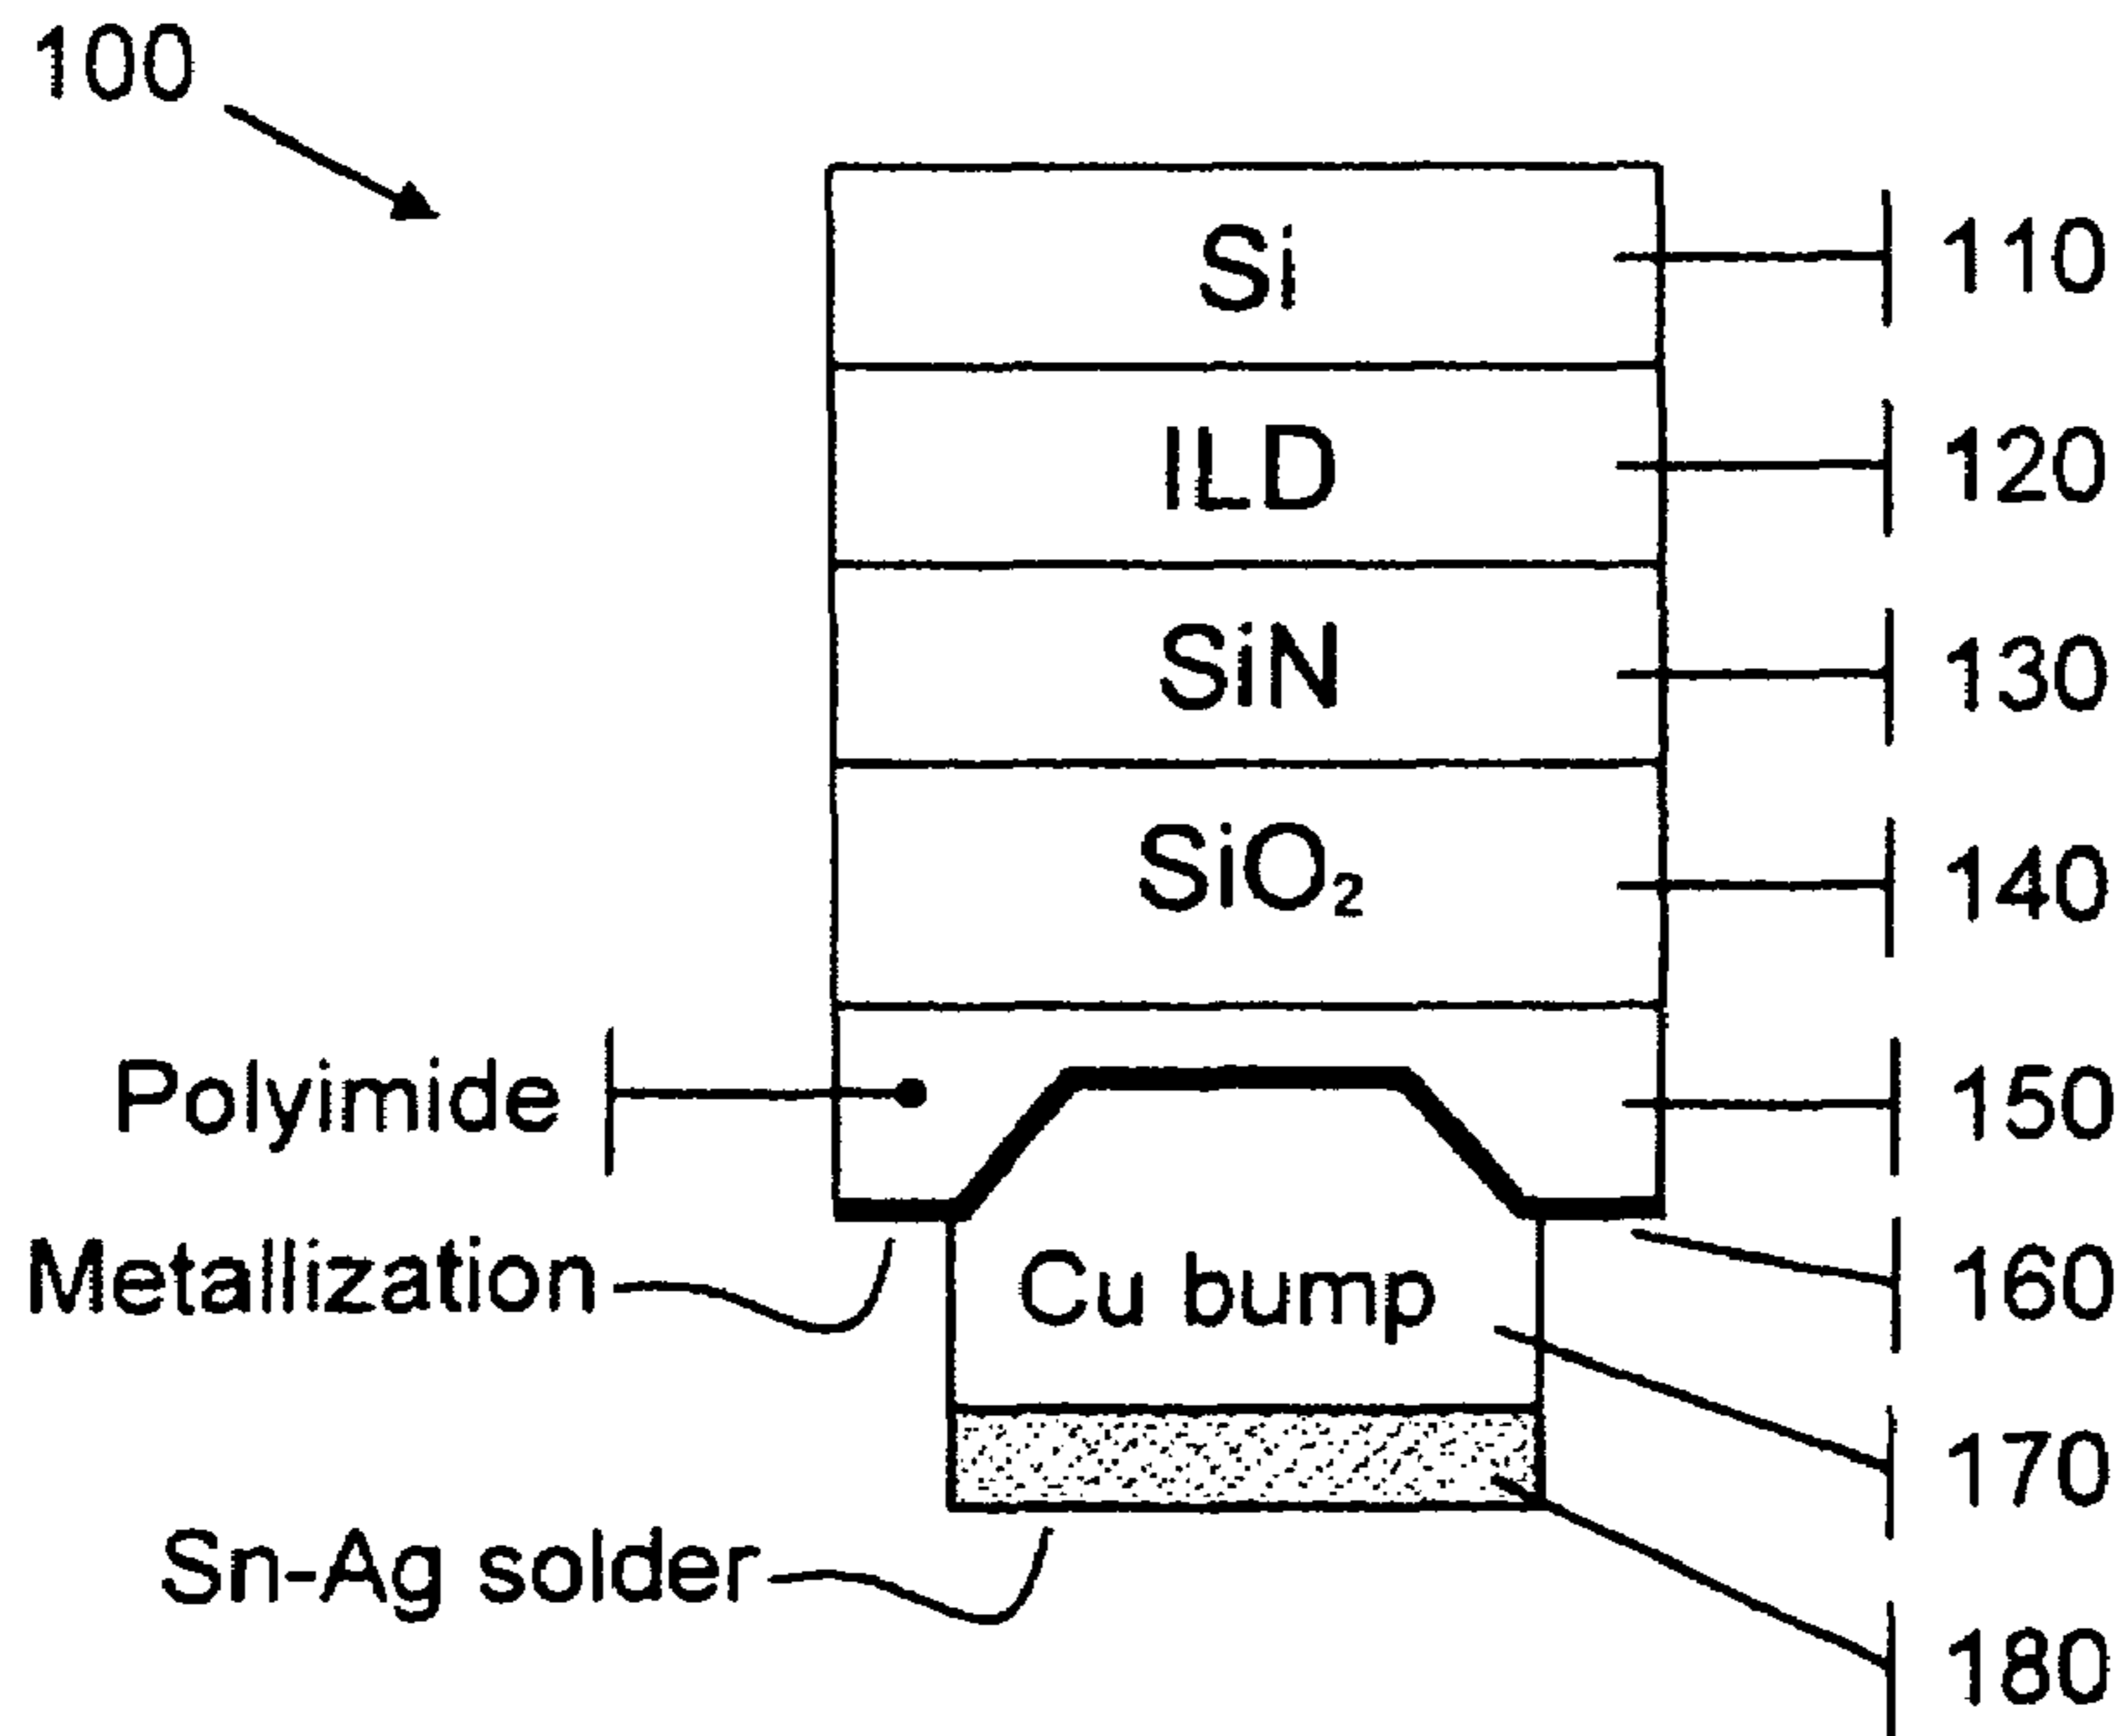 100
Si
110
ILD
120
SiN
130
SiO₂
140
Polyimide
150
Metallization
160
Cu bump
170
Sn-Ag solder
180